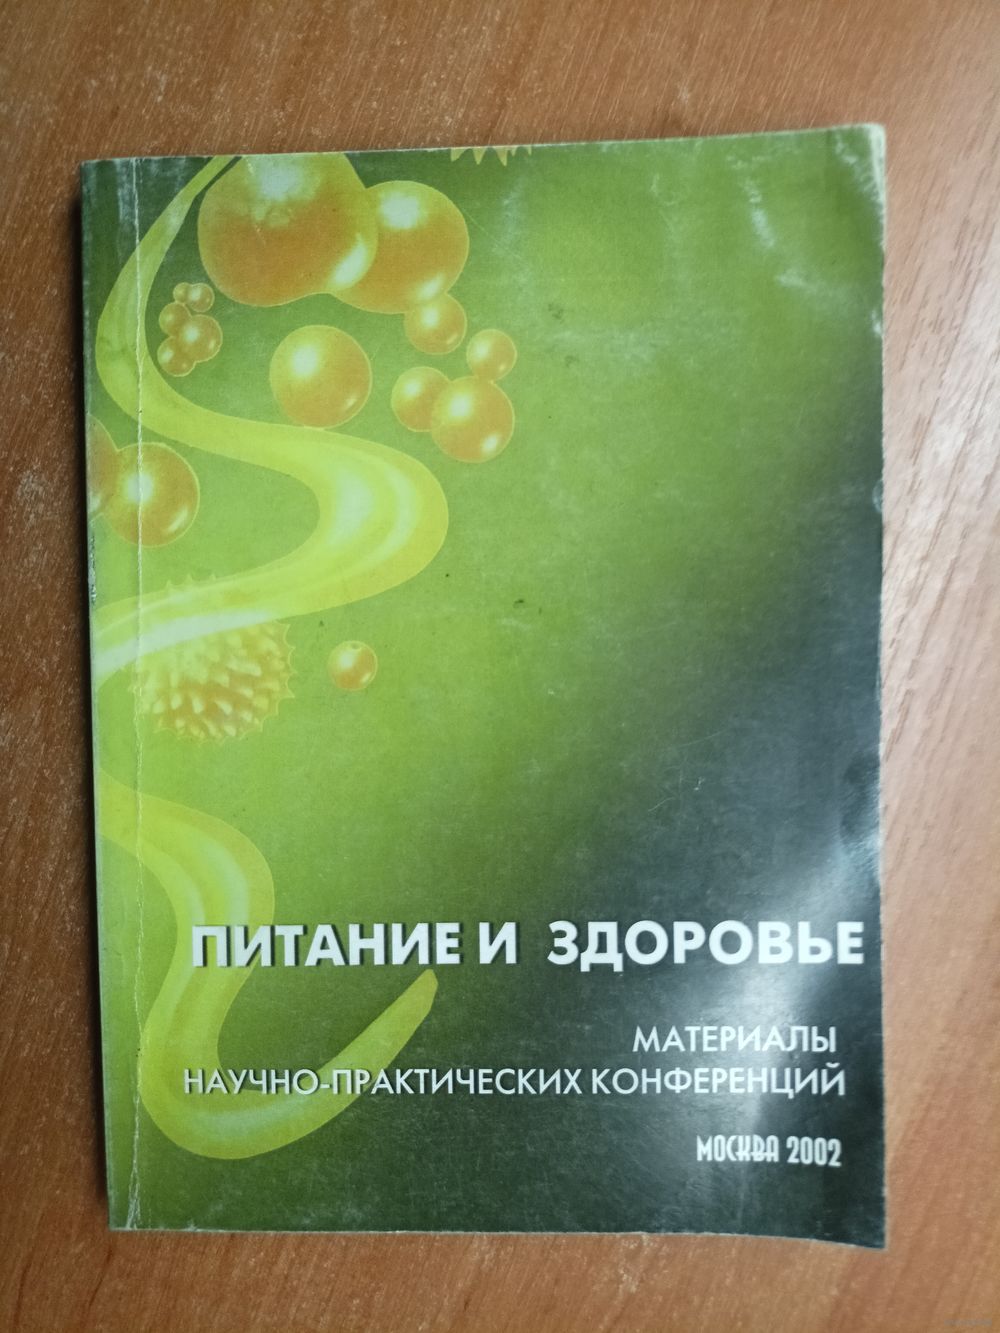 ПИТАНИЕ И ЗДОРОВЬЕ
МАТЕРИАЛЫ
НАУЧНО-ПРАКТИЧЕСКИХ КОНФЕРЕНЦИЙ
МОСКВА 2002